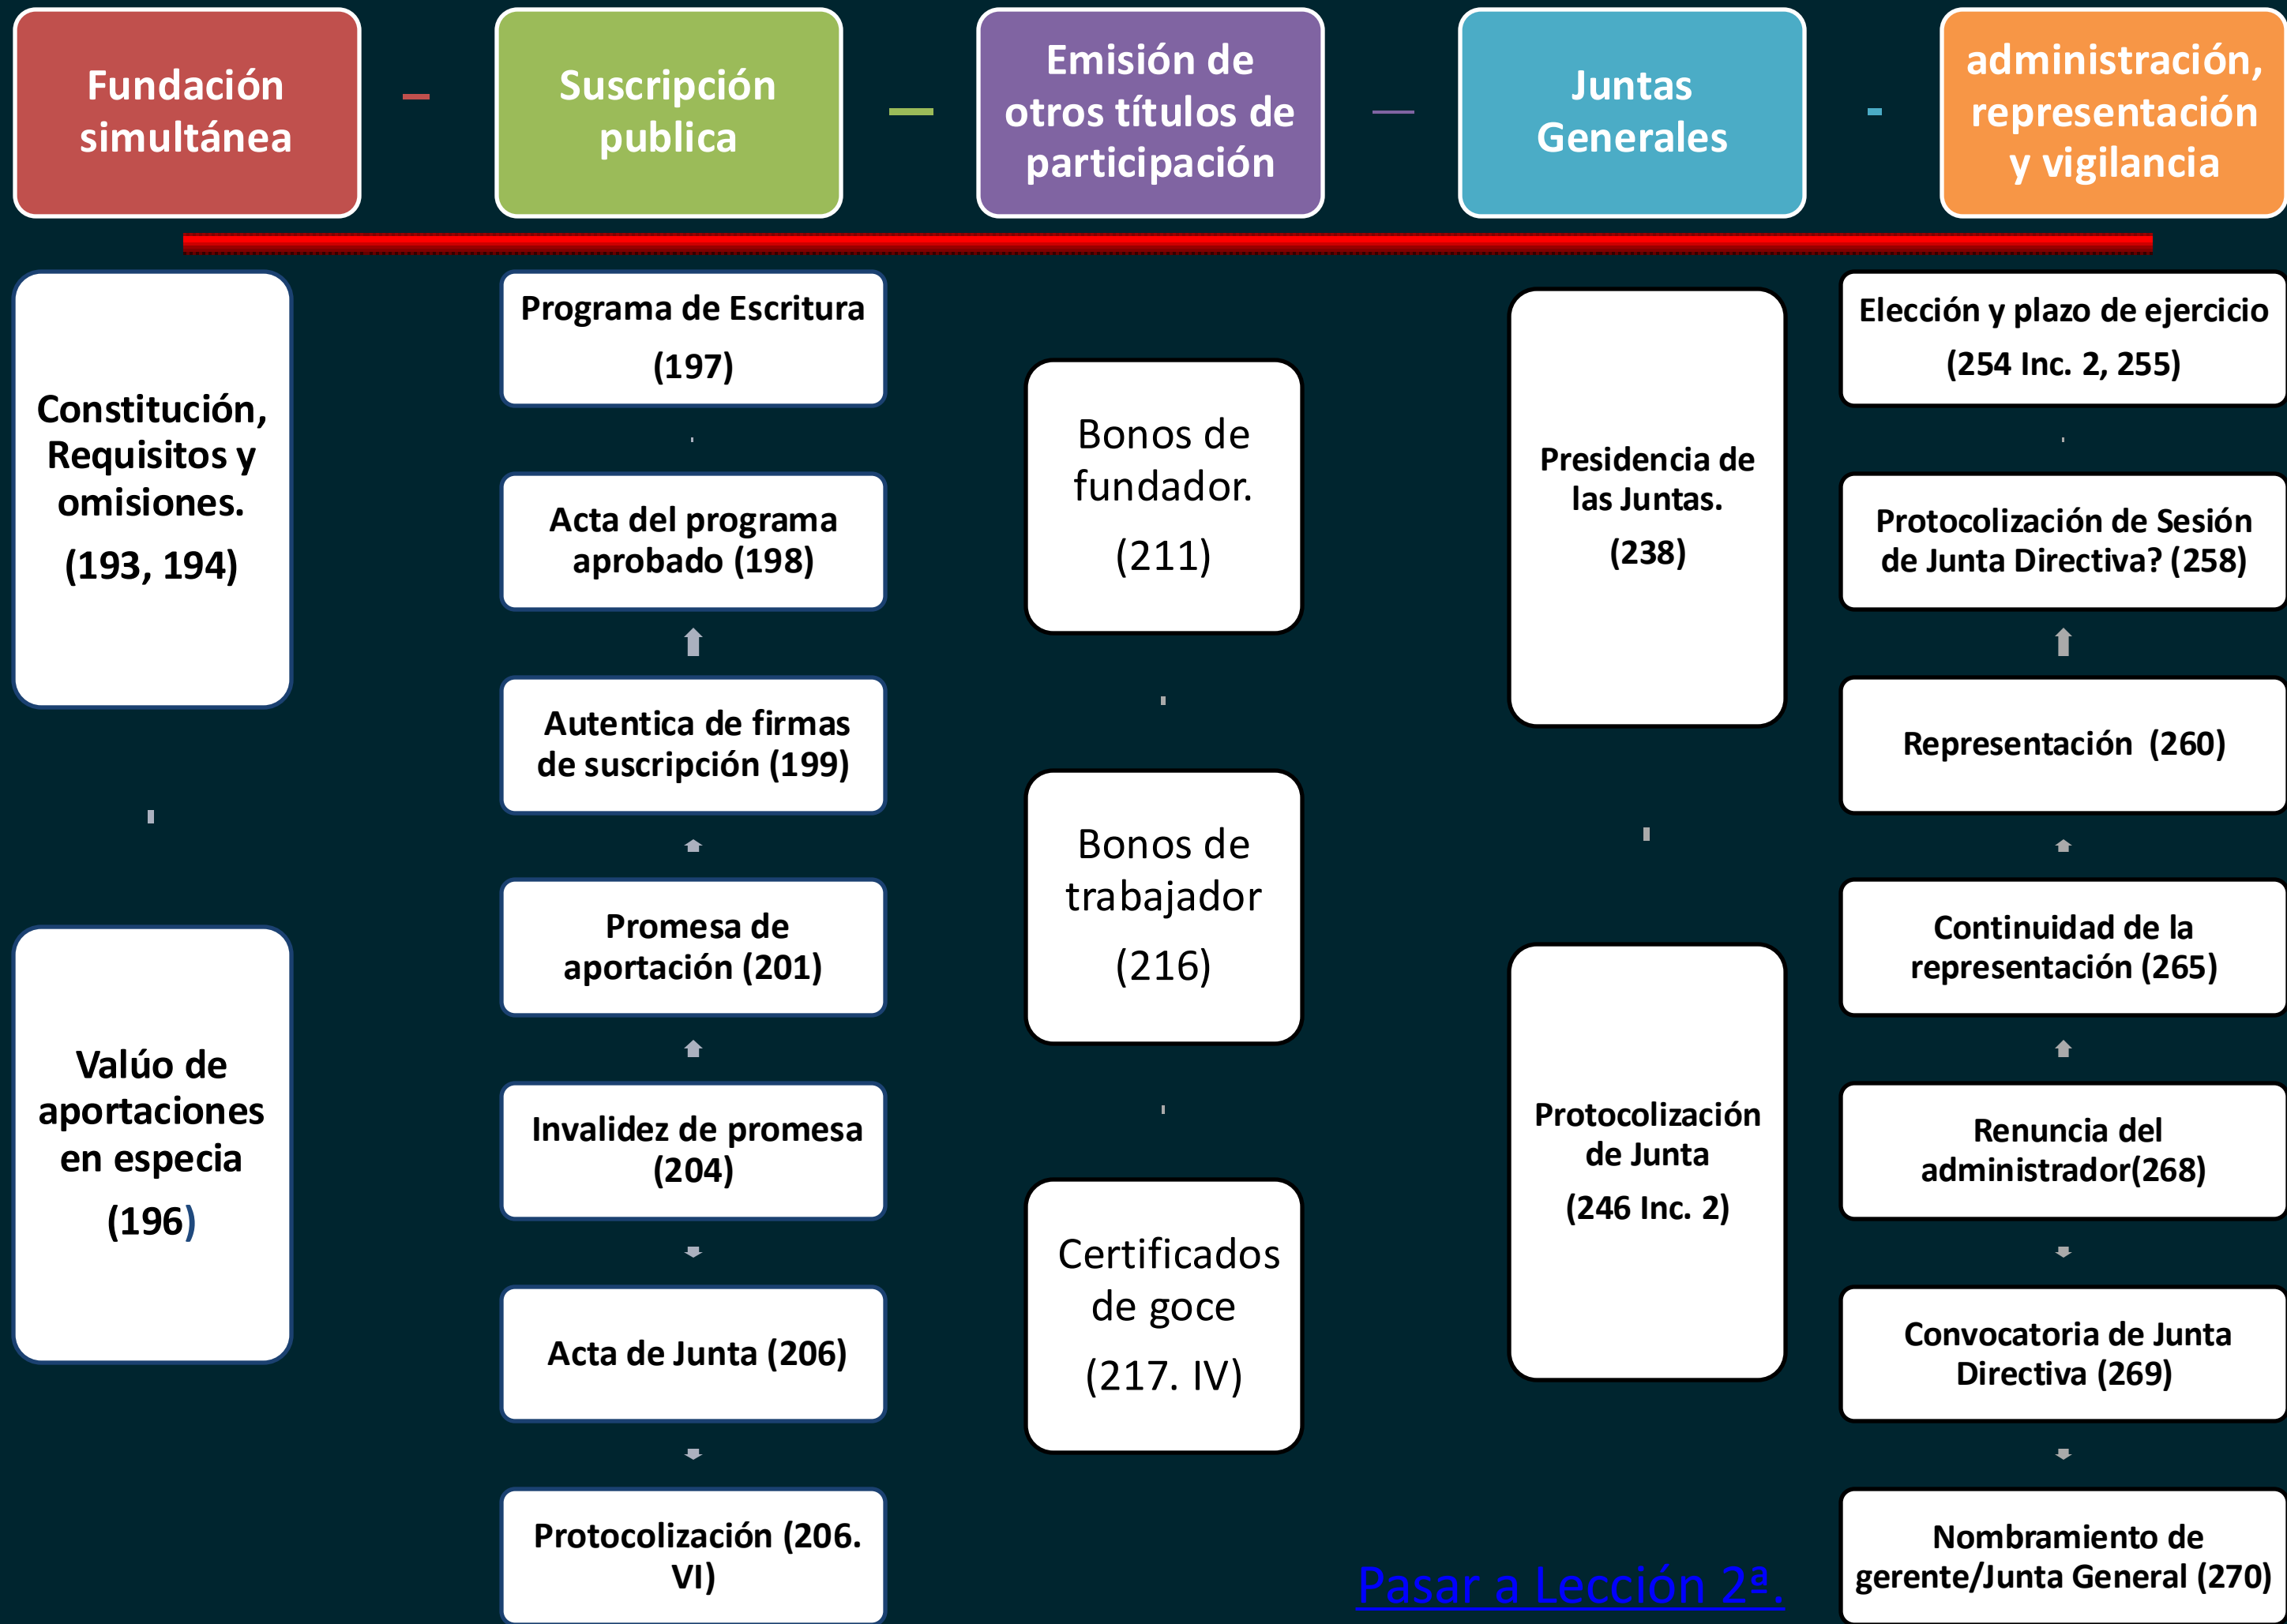 Fundación
simultánea
Suscripción
publica
Emisión de
otros títulos de
participación
Juntas
Generales
administración,
representación
y vigilancia
Constitución,
Requisitos y
omisiones.
(193, 194)
Valúo de
aportaciones
en especia
(196)
Programa de Escritura
(197)
Acta del programa
aprobado (198)
Autentica de firmas
de suscripción (199)
Promesa de
aportación (201)
Invalidez de promesa
(204)
Acta de Junta (206)
Protocolización (206.
VI)
Bonos de
fundador.
(211)
Bonos de
trabajador
(216)
Certificados
de goce
(217. IV)
Presidencia de
las Juntas.
(238)
Protocolización
de Junta
(246 Inc. 2)
Elección y plazo de ejercicio
(254 Inc. 2, 255)
Protocolización de Sesión
de Junta Directiva? (258)
Representación (260)
Continuidad de la
representación (265)
Renuncia del
administrador(268)
Convocatoria de Junta
Directiva (269)
Nombramiento de
gerente/Junta General (270)
Pasar a Lección 2ª.